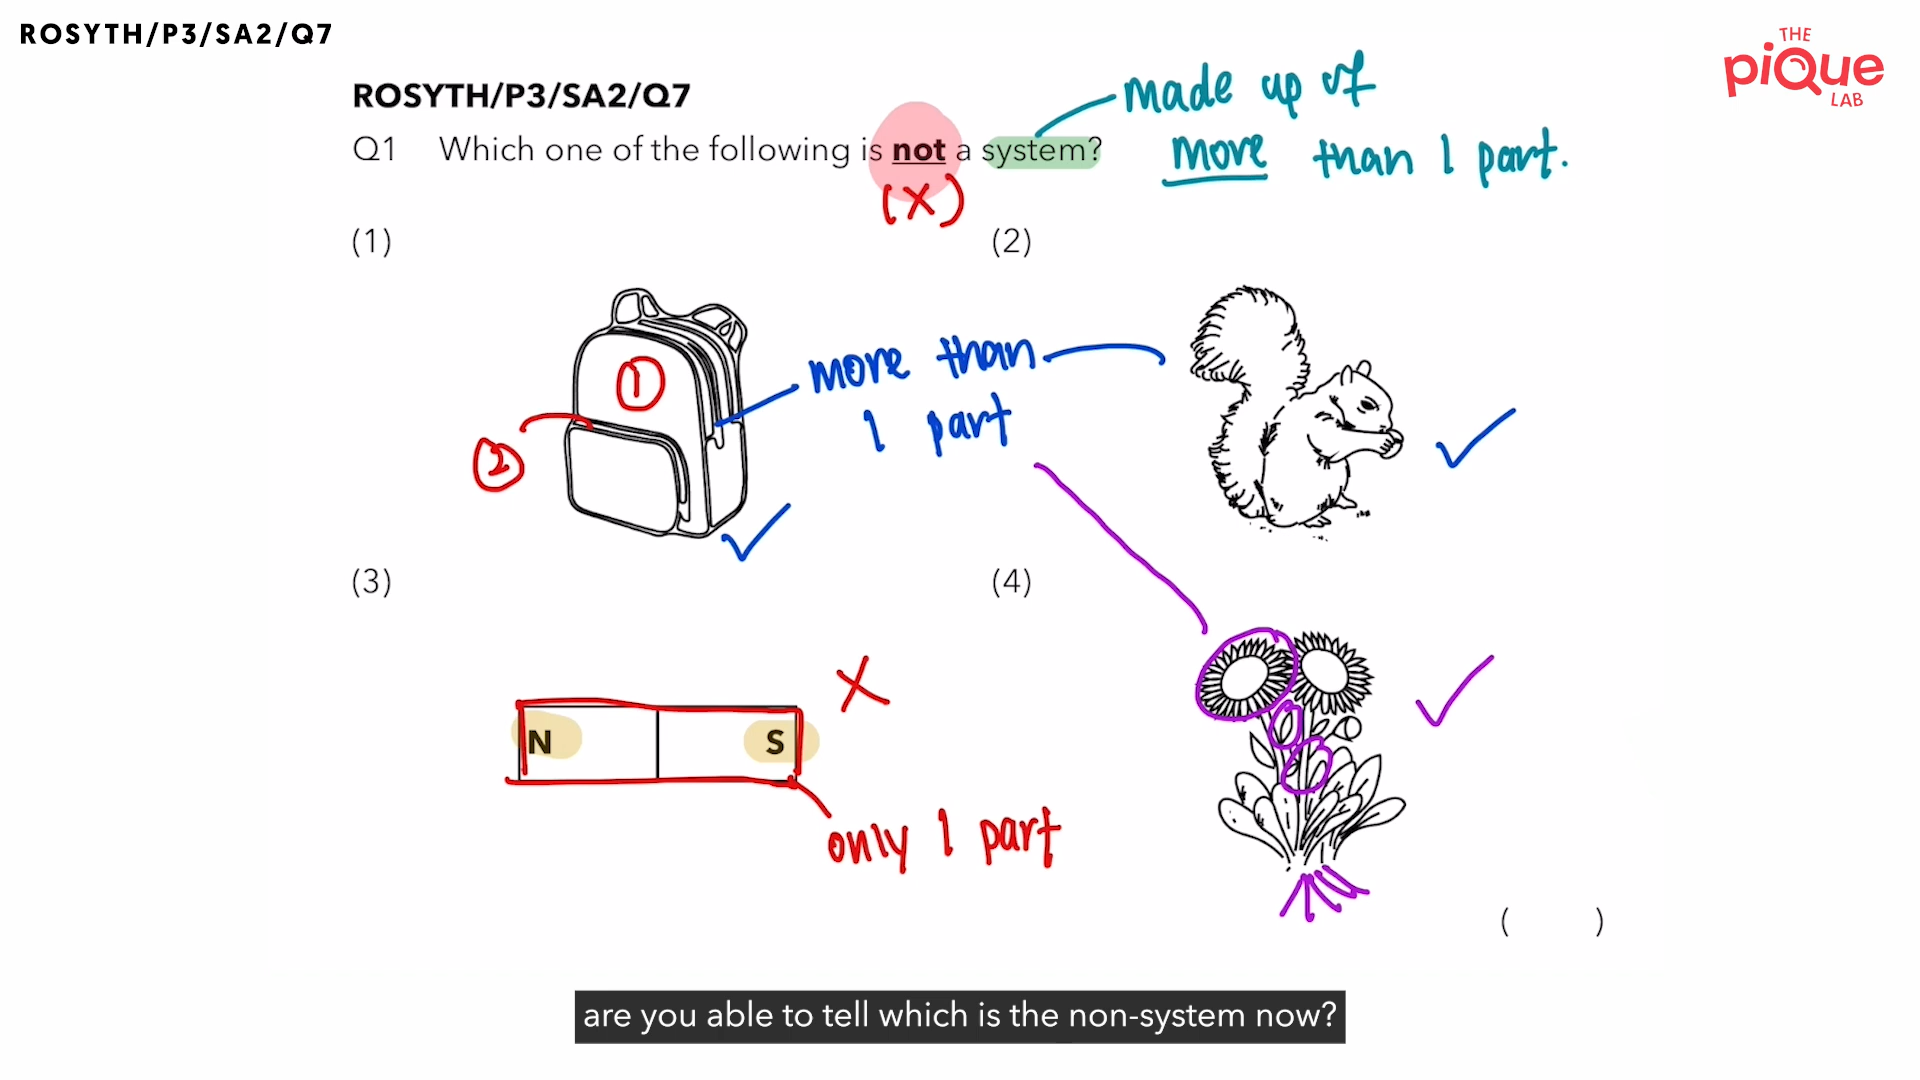 ROSYTH/P3/SA2/Q7
THE
piQue
LAB
ROSYTH/P3/SA2/Q7
made up of
Q1 Which one of the following is not a system?
more than 1 part.
(X)
(1)
(2)
1
more than
1 part
2
(3)
(4)
N S
only 1 part
( )
are you able to tell which is the non-system now?